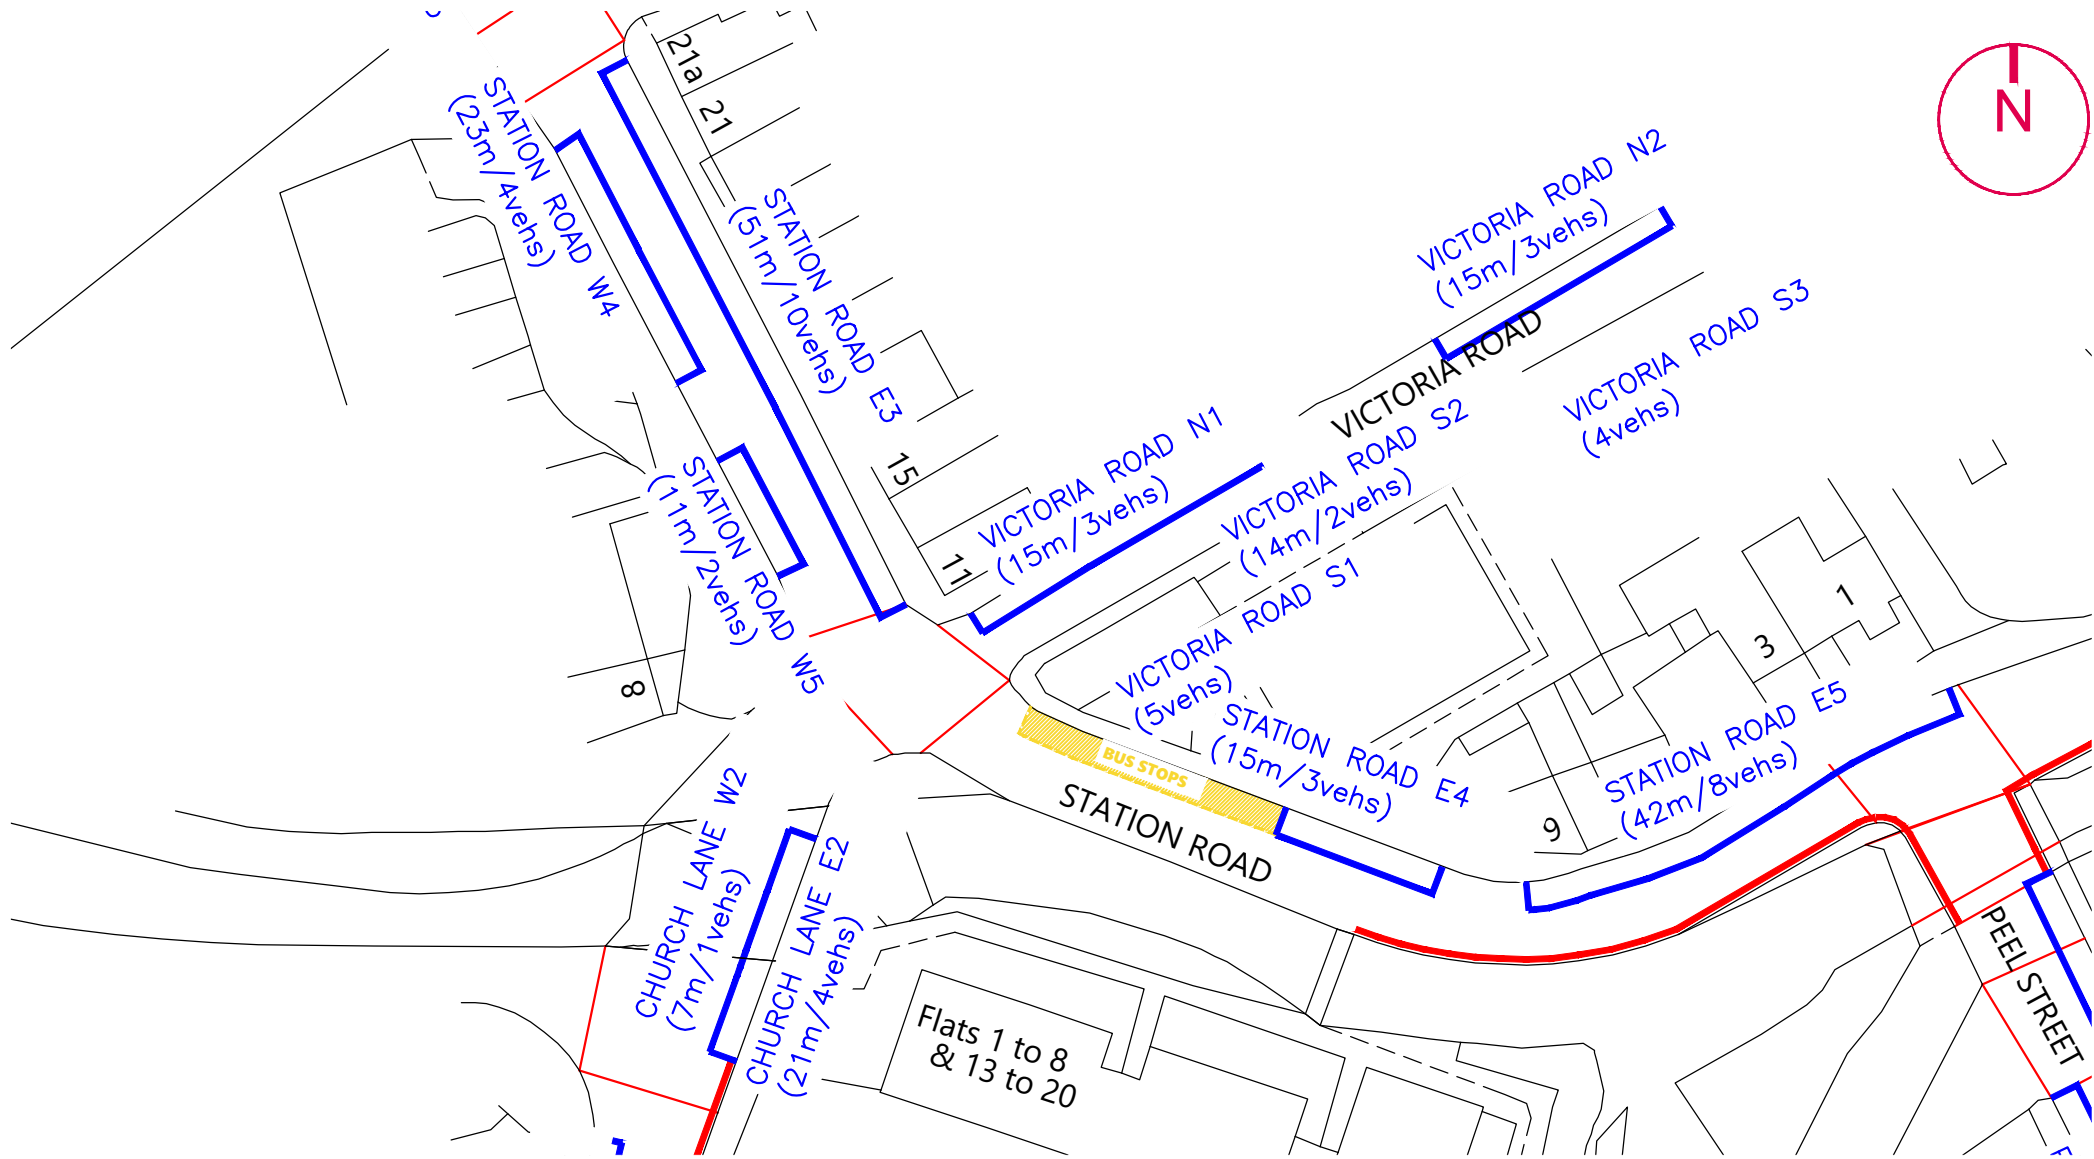 21a
21
STATION ROAD W4
(23m/4vehs)
STATION ROAD E3
(51m/10vehs)
N
VICTORIA ROAD N2
(15m/3vehs)
VICTORIA ROAD
VICTORIA ROAD S3
(4vehs)
15
11
VICTORIA ROAD N1
(15m/3vehs)
VICTORIA ROAD S2
(14m/2vehs)
STATION ROAD W5
(11m/2vehs)
8
VICTORIA ROAD S1
(5vehs)
1
3
BUS STOPS
STATION ROAD E4
(15m/3vehs)
STATION ROAD
9
STATION ROAD E5
(42m/8vehs)
CHURCH LANE W2
(7m/1vehs)
CHURCH LANE E2
(21m/4vehs)
Flats 1 to 8
& 13 to 20
PEEL STREET